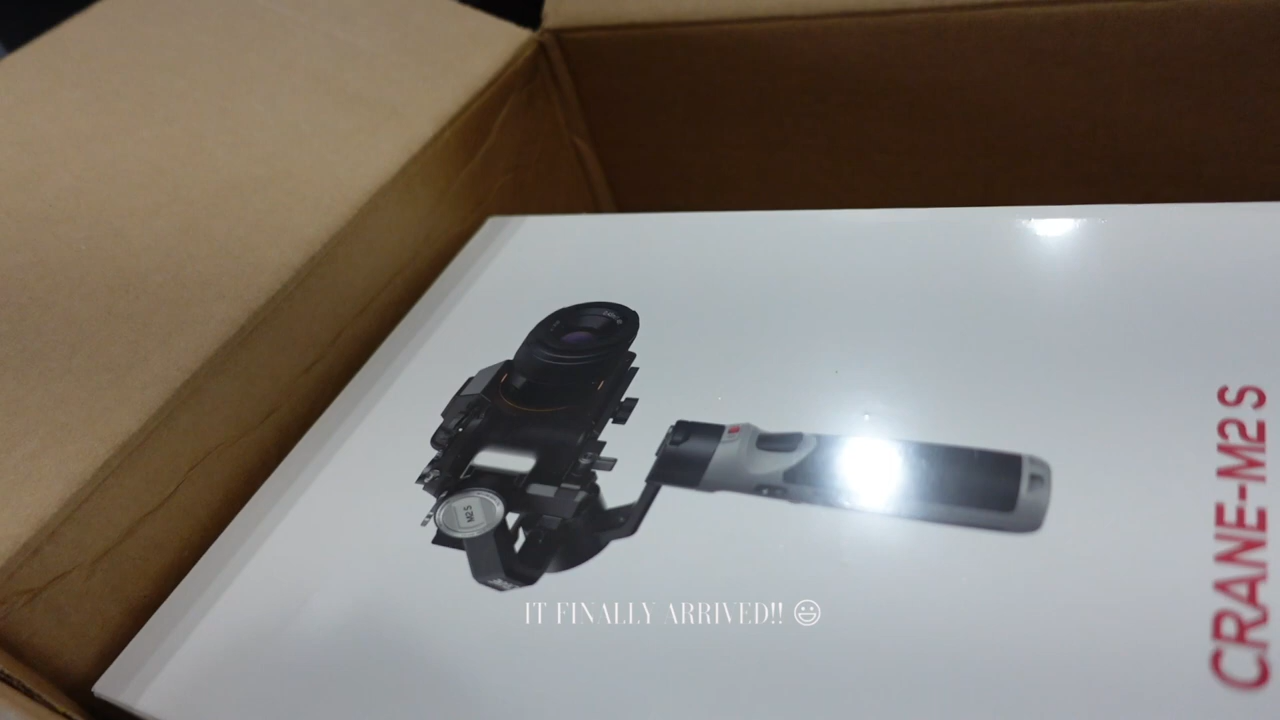 M2 S
IT FINALLY ARRIVED!! 😃
CRANE-M2 S